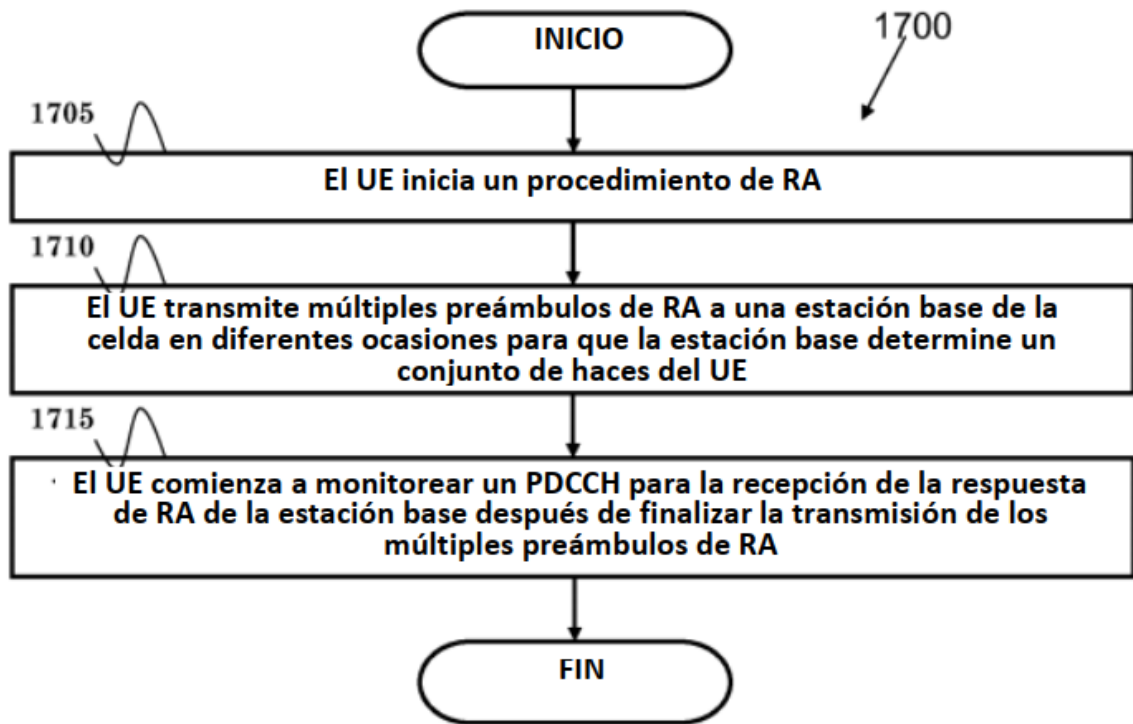 INICIO
1700
1705
El UE inicia un procedimiento de RA
1710
El UE transmite múltiples preámbulos de RA a una estación base de la
celda en diferentes ocasiones para que la estación base determine un
conjunto de haces del UE
1715
El UE comienza a monitorear un PDCCH para la recepción de la respuesta
de RA de la estación base después de finalizar la transmisión de los
múltiples preámbulos de RA
FIN